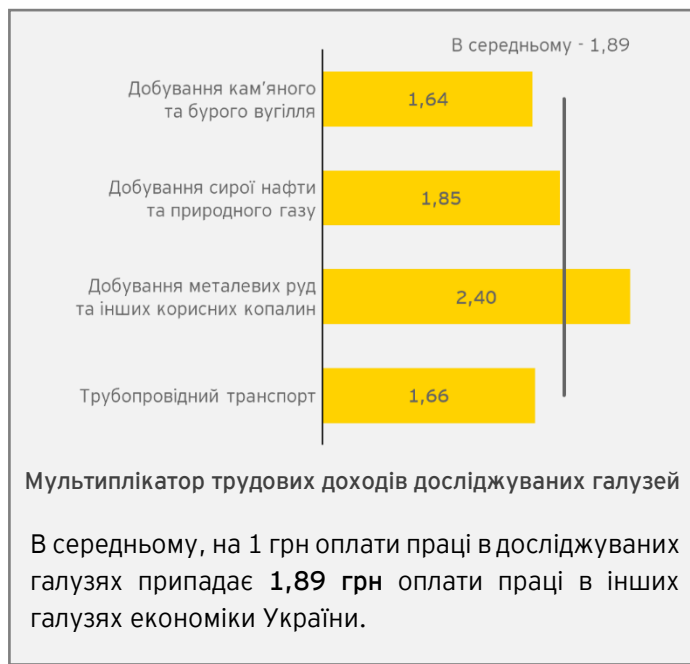 В середньому - 1,89
Добування кам’яного
та бурого вугілля
1,64
Добування сирої нафти
та природного газу
1,85
Добування металевих руд
та інших корисних копалин
2,40
Трубопровідний транспорт
1,66
Мультиплікатор трудових доходів досліджуваних галузей
В середньому, на 1 грн оплати праці в досліджуваних
галузях припадає 1,89 грн оплати праці в інших
галузях економіки України.